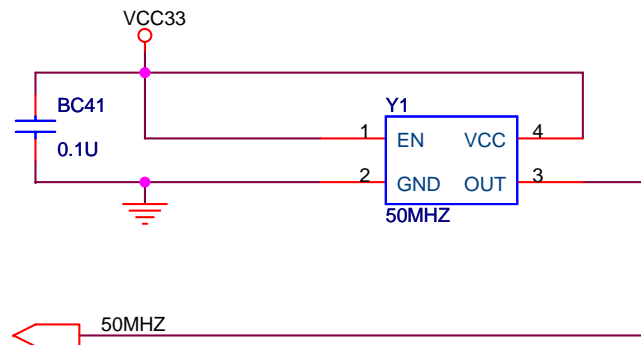 VCC33
BC41
0.1U
Y1
1 EN VCC 4
2 GND OUT 3
50MHZ
50MHZ